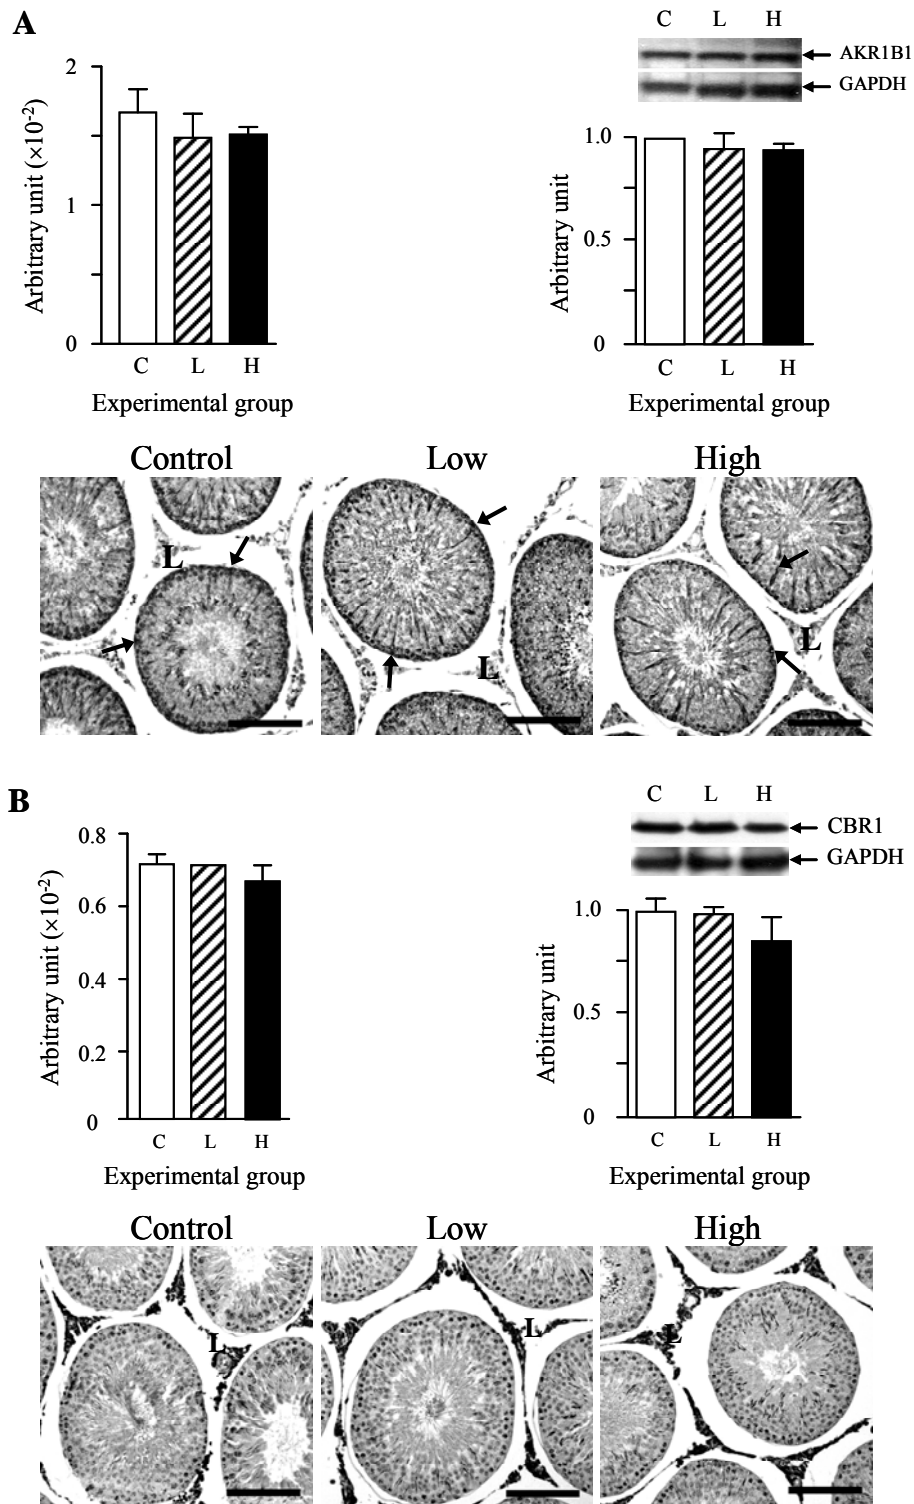 A
C L H
AKR1B1
GAPDH
Arbitrary unit (×10-2)
2
1
0
C L H
Experimental group
Arbitrary unit
1.0
0.5
0
C L H
Experimental group
Control Low High
L
L
L
B
C L H
CBR1
GAPDH
Arbitrary unit (×10-2)
0.8
0.6
0.4
0.2
0
C L H
Experimental group
Arbitrary unit
1.0
0.5
0
C L H
Experimental group
Control Low High
L
L
L